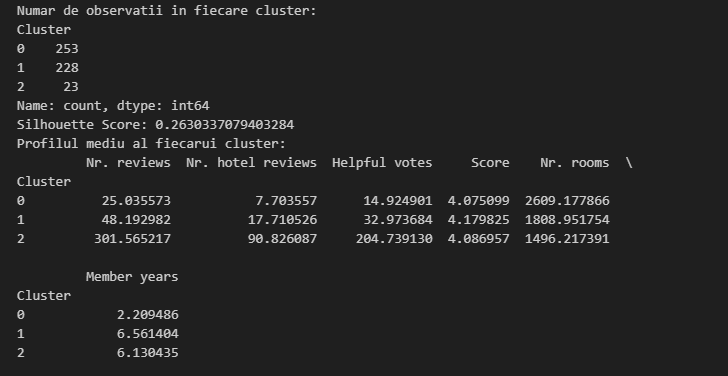 Numar de observatii in fiecare cluster:
Cluster
0    253
1    228
2     23
Name: count, dtype: int64
Silhouette Score: 0.2630337079403284
Profilul mediu al fiecarui cluster:
         Nr. reviews  Nr. hotel reviews  Helpful votes     Score    Nr. rooms  \
Cluster
0          25.035573           7.703557      14.924901  4.075099  2609.177866
1          48.192982          17.710526      32.973684  4.179825  1808.951754
2         301.565217          90.826087     204.739130  4.086957  1496.217391
         Member years
Cluster
0            2.209486
1            6.561404
2            6.130435